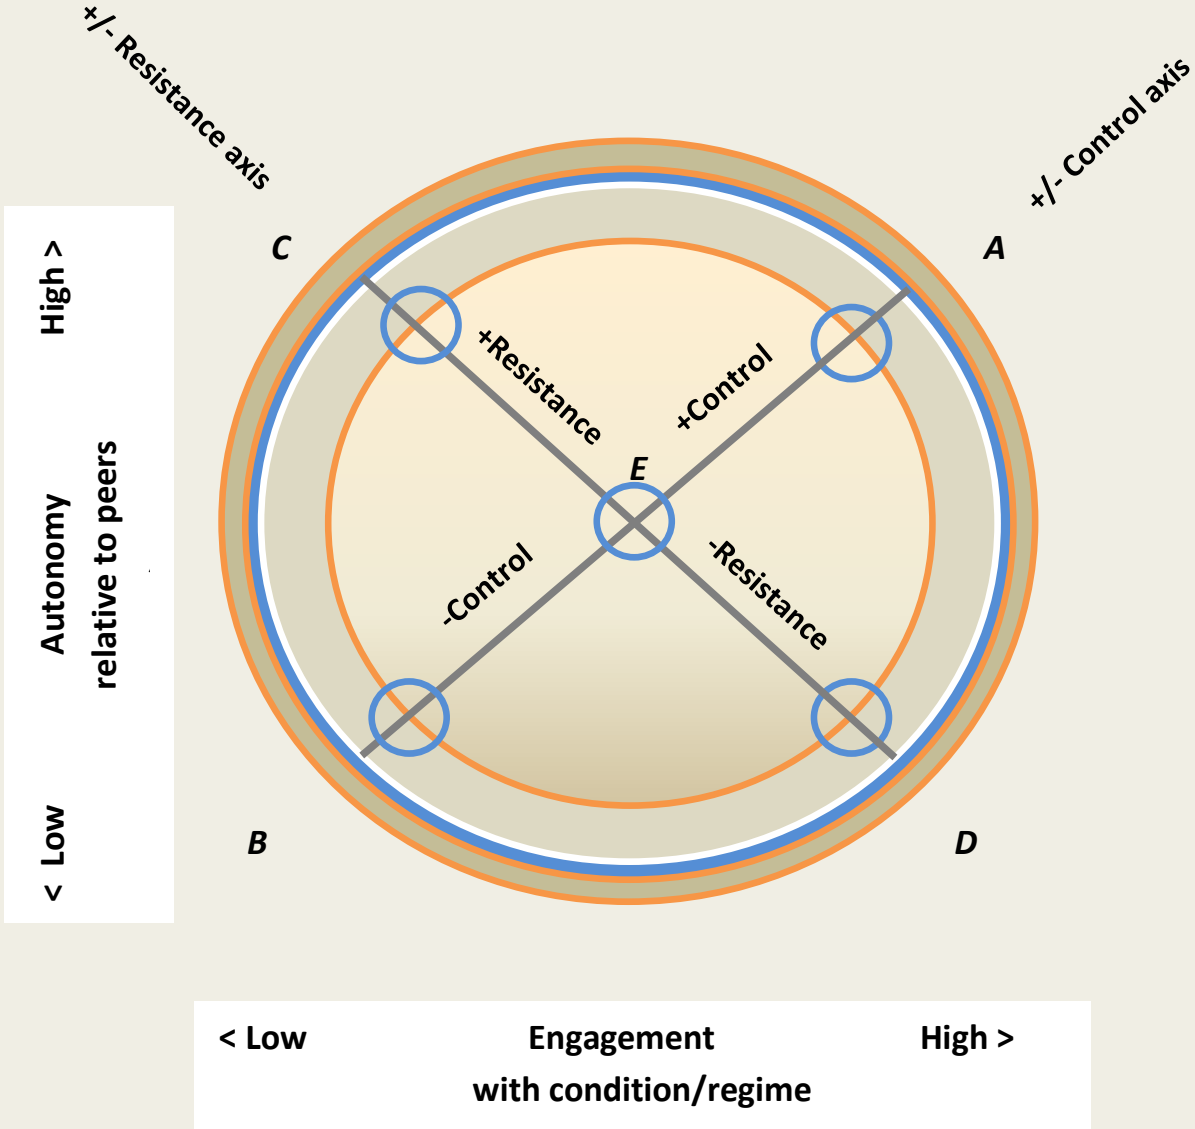 +/- Resistance axis
+/- Control axis
C
A
+Resistance
+Control
E
-Control
-Resistance
B
D
High >
Autonomy
relative to peers
< Low
< Low Engagement High >
with condition/regime